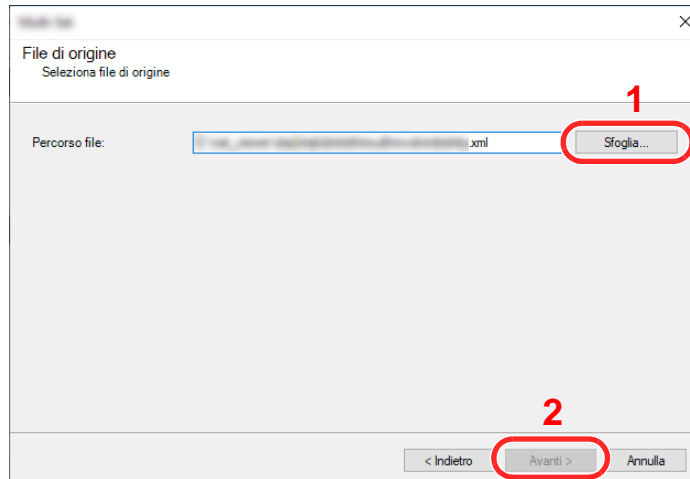 File di origine
Seleziona file di origine
1
Percorso file: .xml Sfoglia...
2
< Indietro Avanti > Annulla